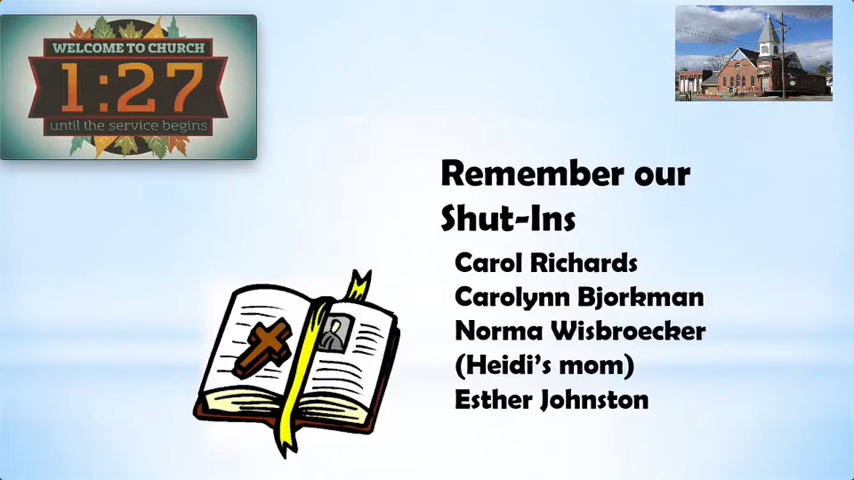 WELCOME TO CHURCH
1:27
until the service begins
Remember our
Shut-Ins
Carol Richards
Carolynn Bjorkman
Norma Wisbroecker
(Heidi's mom)
Esther Johnston